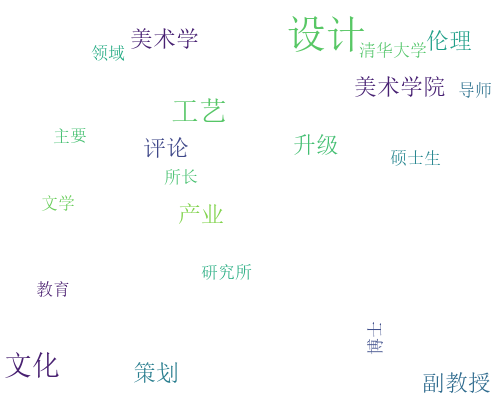 设计
美术学
清华大学
伦理
领域
美术学院
导师
工艺
主要
评论
升级
硕士生
所长
文学
产业
研究所
教育
博士
文化
策划
副教授